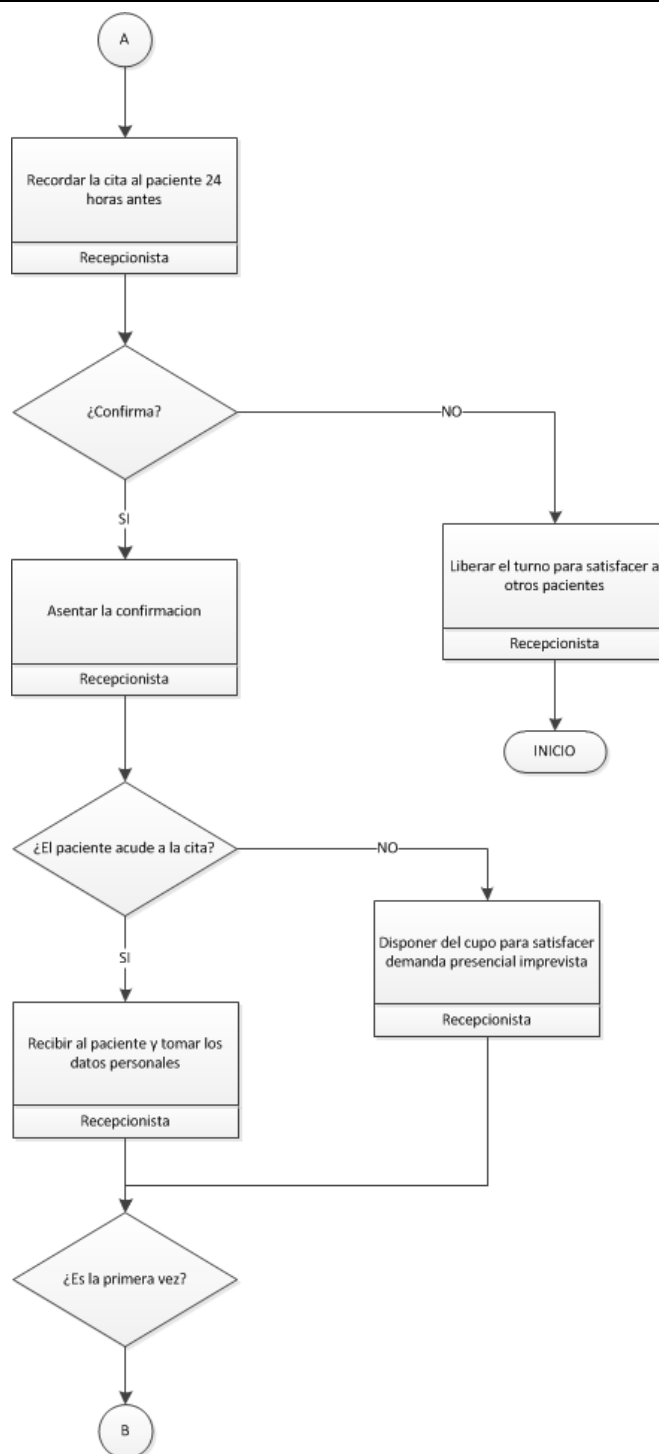 A
Recordar la cita al paciente 24
horas antes
Recepcionista
¿Confirma?
NO
SI
Liberar el turno para satisfacer a
otros pacientes
Recepcionista
Asentar la confirmacion
Recepcionista
INICIO
¿El paciente acude a la cita?
NO
SI
Disponer del cupo para satisfacer
demanda presencial imprevista
Recepcionista
Recibir al paciente y tomar los
datos personales
Recepcionista
¿Es la primera vez?
B